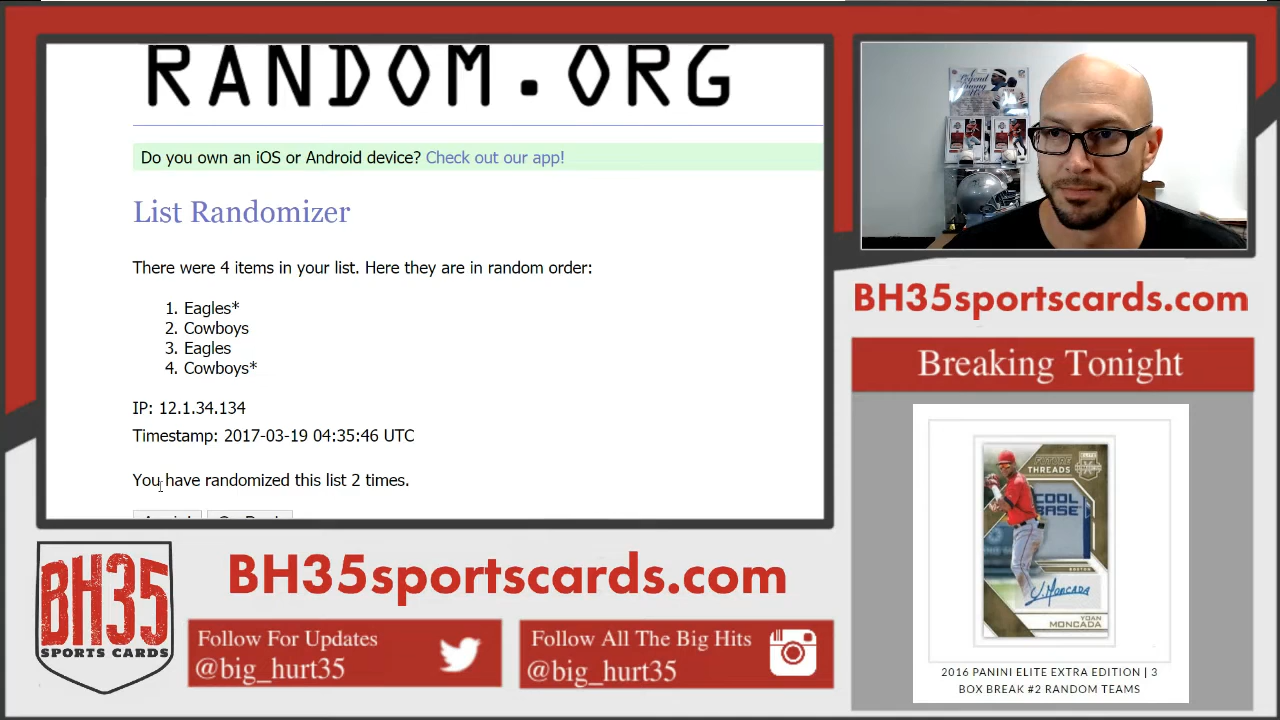 RANDOM.ORG
Do you own an iOS or Android device? Check out our app!
List Randomizer
There were 4 items in your list. Here they are in random order:
1. Eagles*
2. Cowboys
3. Eagles
4. Cowboys*
IP: 12.1.34.134
Timestamp: 2017-03-19 04:35:46 UTC
You have randomized this list 2 times.
BH35sportscards.com
Breaking Tonight
THREADS
COOL
BASE
BOSTON
YOAN
MONCADA
2016 PANINI ELITE EXTRA EDITION | 3
BOX BREAK #2 RANDOM TEAMS
BH35
SPORTS CARDS
BH35sportscards.com
Follow For Updates
@big_hurt35
Follow All The Big Hits
@big_hurt35